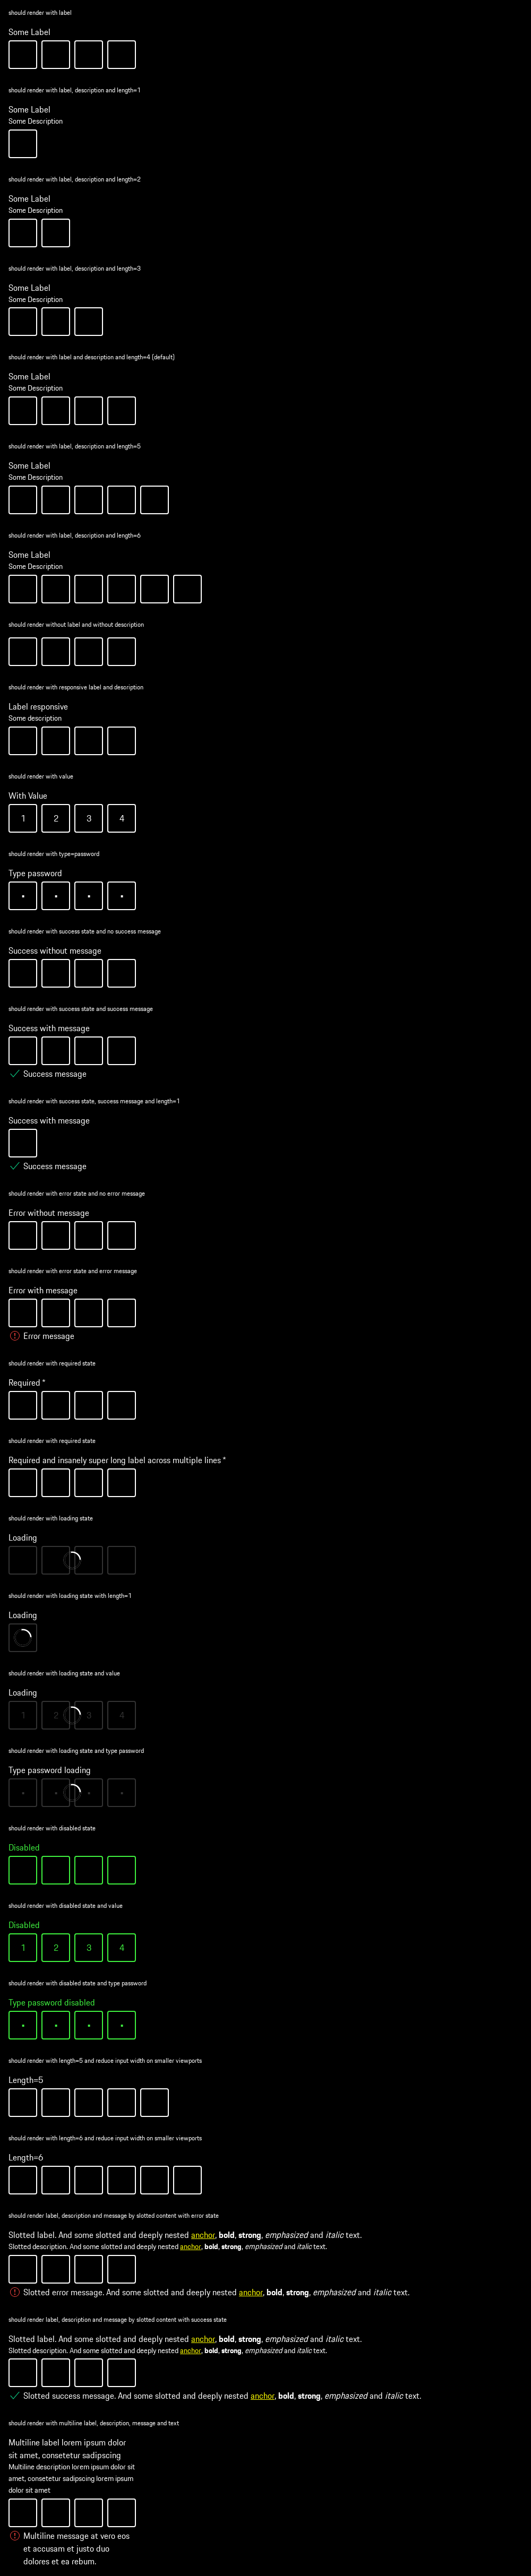 should render with label
Some Label
should render with label, description and length=1
Some Label
Some Description
should render with label, description and length=2
Some Label
Some Description
should render with label, description and length=3
Some Label
Some Description
should render with label and description and length=4 (default)
Some Label
Some Description
should render with label, description and length=5
Some Label
Some Description
should render with label, description and length=6
Some Label
Some Description
should render without label and without description
should render with responsive label and description
Label responsive
Some description
should render with value
With Value
1 2 3 4
should render with type=password
Type password
should render with success state and no success message
Success without message
should render with success state and success message
Success with message
Success message
should render with success state, success message and length=1
Success with message
Success message
should render with error state and no error message
Error without message
should render with error state and error message
Error with message
Error message
should render with required state
Required *
should render with required state
Required and insanely super long label across multiple lines *
should render with loading state
Loading
should render with loading state with length=1
Loading
should render with loading state and value
Loading
1 2 3 4
should render with loading state and type password
Type password loading
should render with disabled state
Disabled
should render with disabled state and value
Disabled
1 2 3 4
should render with disabled state and type password
Type password disabled
should render with length=5 and reduce input width on smaller viewports
Length=5
should render with length=6 and reduce input width on smaller viewports
Length=6
should render label, description and message by slotted content with error state
Slotted label. And some slotted and deeply nested anchor, bold, strong, emphasized and italic text.
Slotted description. And some slotted and deeply nested anchor, bold, strong, emphasized and italic text.
Slotted error message. And some slotted and deeply nested anchor, bold, strong, emphasized and italic text.
should render label, description and message by slotted content with success state
Slotted label. And some slotted and deeply nested anchor, bold, strong, emphasized and italic text.
Slotted description. And some slotted and deeply nested anchor, bold, strong, emphasized and italic text.
Slotted success message. And some slotted and deeply nested anchor, bold, strong, emphasized and italic text.
should render with multiline label, description, message and text
Multiline label lorem ipsum dolor
sit amet, consetetur sadipscing
Multiline description lorem ipsum dolor sit
amet, consetetur sadipscing lorem ipsum
dolor sit amet
Multiline message at vero eos
et accusam et justo duo
dolores et ea rebum.